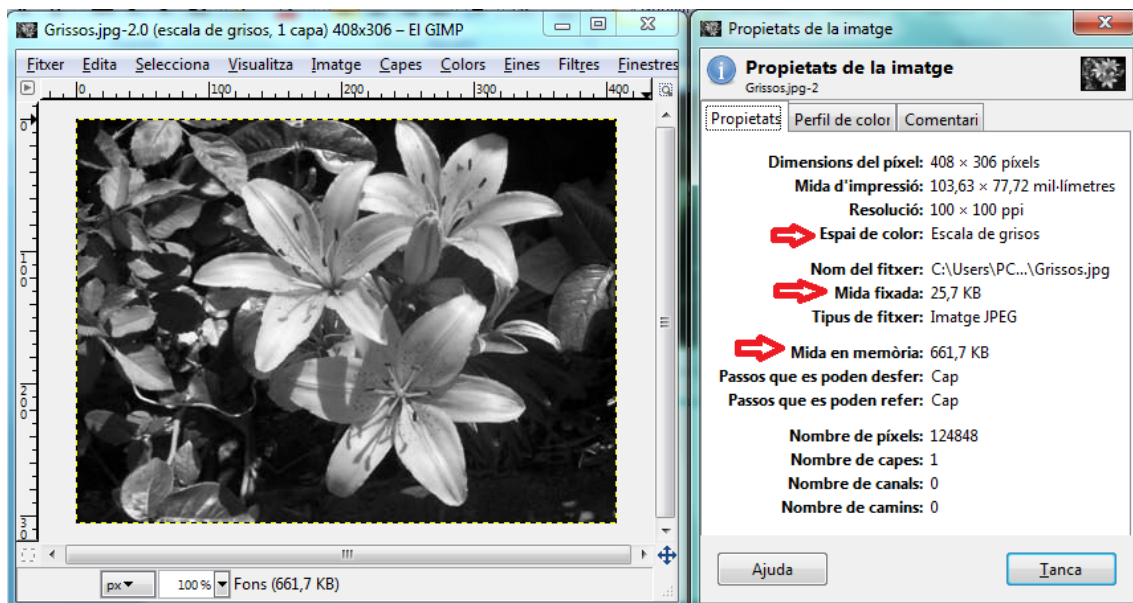 Grissos.jpg-2.0 (escala de grisos, 1 capa) 408x306 – El GIMP
Fitxer Edita Selecciona Visualitza Imatge Capes Colors Eines Filtres Finestres
0 100 200 300 400
0
100
200
30
px 100 % Fons (661,7 KB)
Propietats de la imatge
Propietats de la imatge
Grissos.jpg-2
Propietats Perfil de color Comentari
Dimensions del píxel: 408 × 306 píxels
Mida d'impressió: 103,63 × 77,72 mil·límetres
Resolució: 100 × 100 ppi
Espai de color: Escala de grisos
Nom del fitxer: C:\Users\PC...\Grissos.jpg
Mida fixada: 25,7 KB
Tipus de fitxer: Imatge JPEG
Mida en memòria: 661,7 KB
Passos que es poden desfer: Cap
Passos que es poden refer: Cap
Nombre de píxels: 124848
Nombre de capes: 1
Nombre de canals: 0
Nombre de camins: 0
Ajuda Tanca